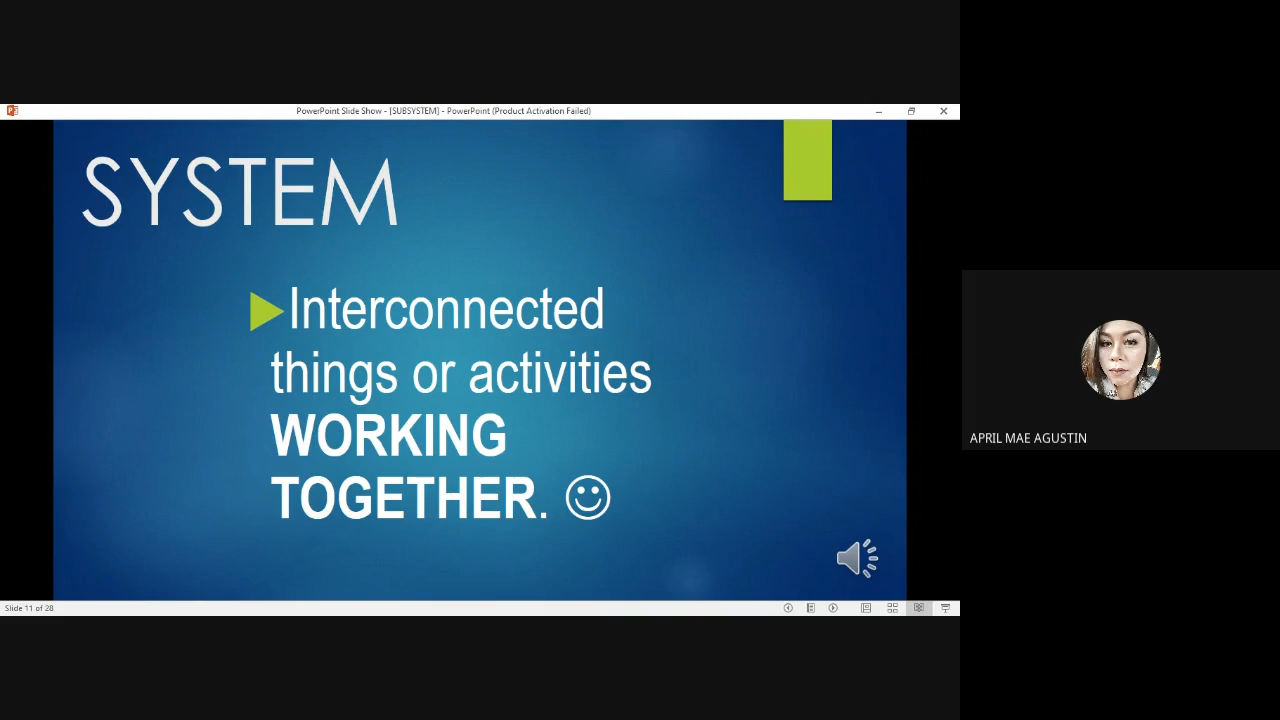 PowerPoint Slide Show - [SUBSYSTEM] - PowerPoint (Product Activation Failed)
SYSTEM
Interconnected
things or activities
WORKING
TOGETHER. ☺
APRIL MAE AGUSTIN
Slide 11 of 28